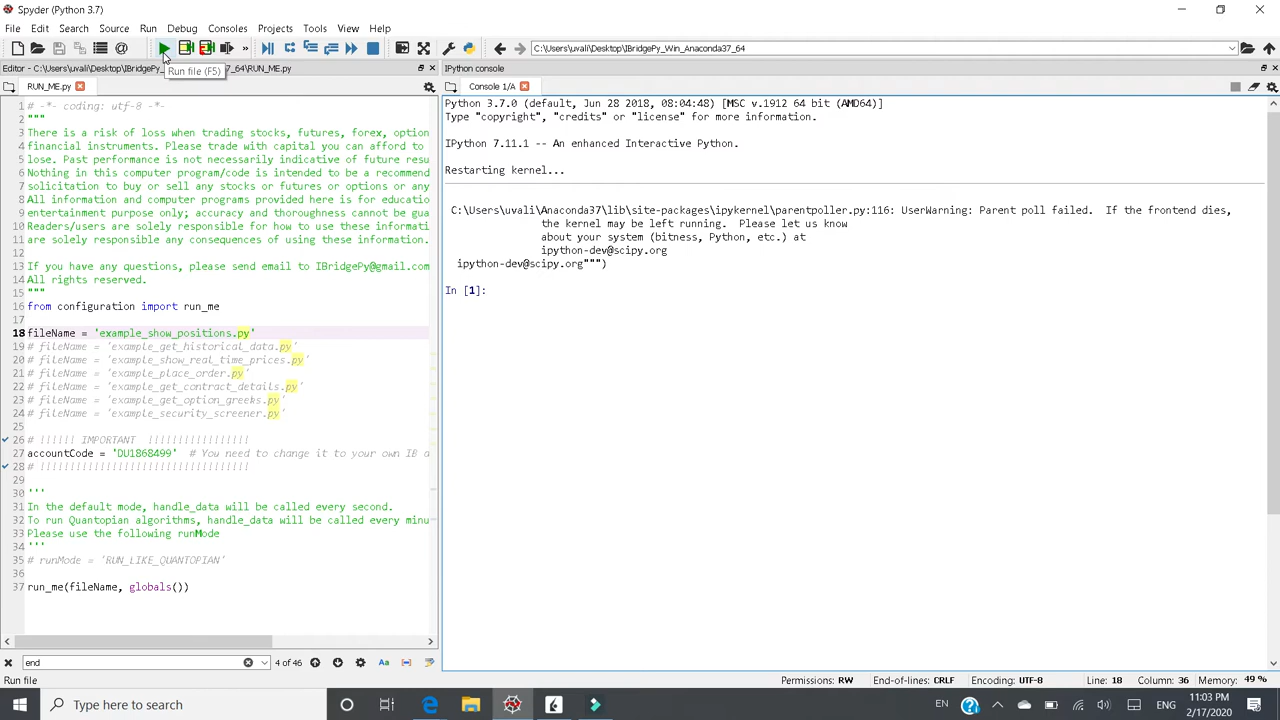 Spyder (Python 3.7)
File Edit Search Source Run Debug Consoles Projects Tools View Help
C:\Users\uvali\Desktop\IBridgePy_Win_Anaconda37_64
Editor - C:\Users\uvali\Desktop\IBridgePy_ 7_64\RUN_ME.py
Run file (F5)
IPython console
RUN_ME.py
Console 1/A
1 # -*- coding: utf-8 -*-
2 """
3 There is a risk of loss when trading stocks, futures, forex, option
4 financial instruments. Please trade with capital you can afford to
5 lose. Past performance is not necessarily indicative of future resu
6 Nothing in this computer program/code is intended to be a recommend
7 solicitation to buy or sell any stocks or futures or options or any
8 All information and computer programs provided here is for educatio
9 entertainment purpose only; accuracy and thoroughness cannot be gua
10 Readers/users are solely responsible for how to use these informati
11 are solely responsible any consequences of using these information.
12
13 If you have any questions, please send email to IBridgePy@gmail.com
14 All rights reserved.
15 """
16 from configuration import run_me
18 fileName = 'example_show_positions.py'
19 # fileName = 'example_get_historical_data.py'
20 # fileName = 'example_show_real_time_prices.py'
21 # fileName = 'example_place_order.py'
22 # fileName = 'example_get_contract_details.py'
23 # fileName = 'example_get_option_greeks.py'
24 # fileName = 'example_security_screener.py'
25
26 # !!!!!! IMPORTANT !!!!!!!!!!!!!!!!!
27 accountCode = 'DU1868499' # You need to change it to your own IB a
28 # !!!!!!!!!!!!!!!!!!!!!!!!!!!!!!!!!!!
29
30 '''
31 In the default mode, handle_data will be called every second.
32 To run Quantopian algorithms, handle_data will be called every minu
33 Please use the following runMode
34 '''
35 # runMode = 'RUN_LIKE_QUANTOPIAN'
36
37 run_me(fileName, globals())
Python 3.7.0 (default, Jun 28 2018, 08:04:48) [MSC v.1912 64 bit (AMD64)]
Type "copyright", "credits" or "license" for more information.
IPython 7.11.1 -- An enhanced Interactive Python.
Restarting kernel...
C:\Users\uvali\Anaconda37\lib\site-packages\ipykernel\parentpoller.py:116: UserWarning: Parent poll failed. If the frontend dies,
the kernel may be left running. Please let us know
about your system (bitness, Python, etc.) at
ipython-dev@scipy.org
ipython-dev@scipy.org""")
In [1]:
end
4 of 46
Aa
Run file
Permissions: RW End-of-lines: CRLF Encoding: UTF-8 Line: 18 Column: 36 Memory: 49 %
Type here to search
EN
ENG
11:03 PM
2/17/2020